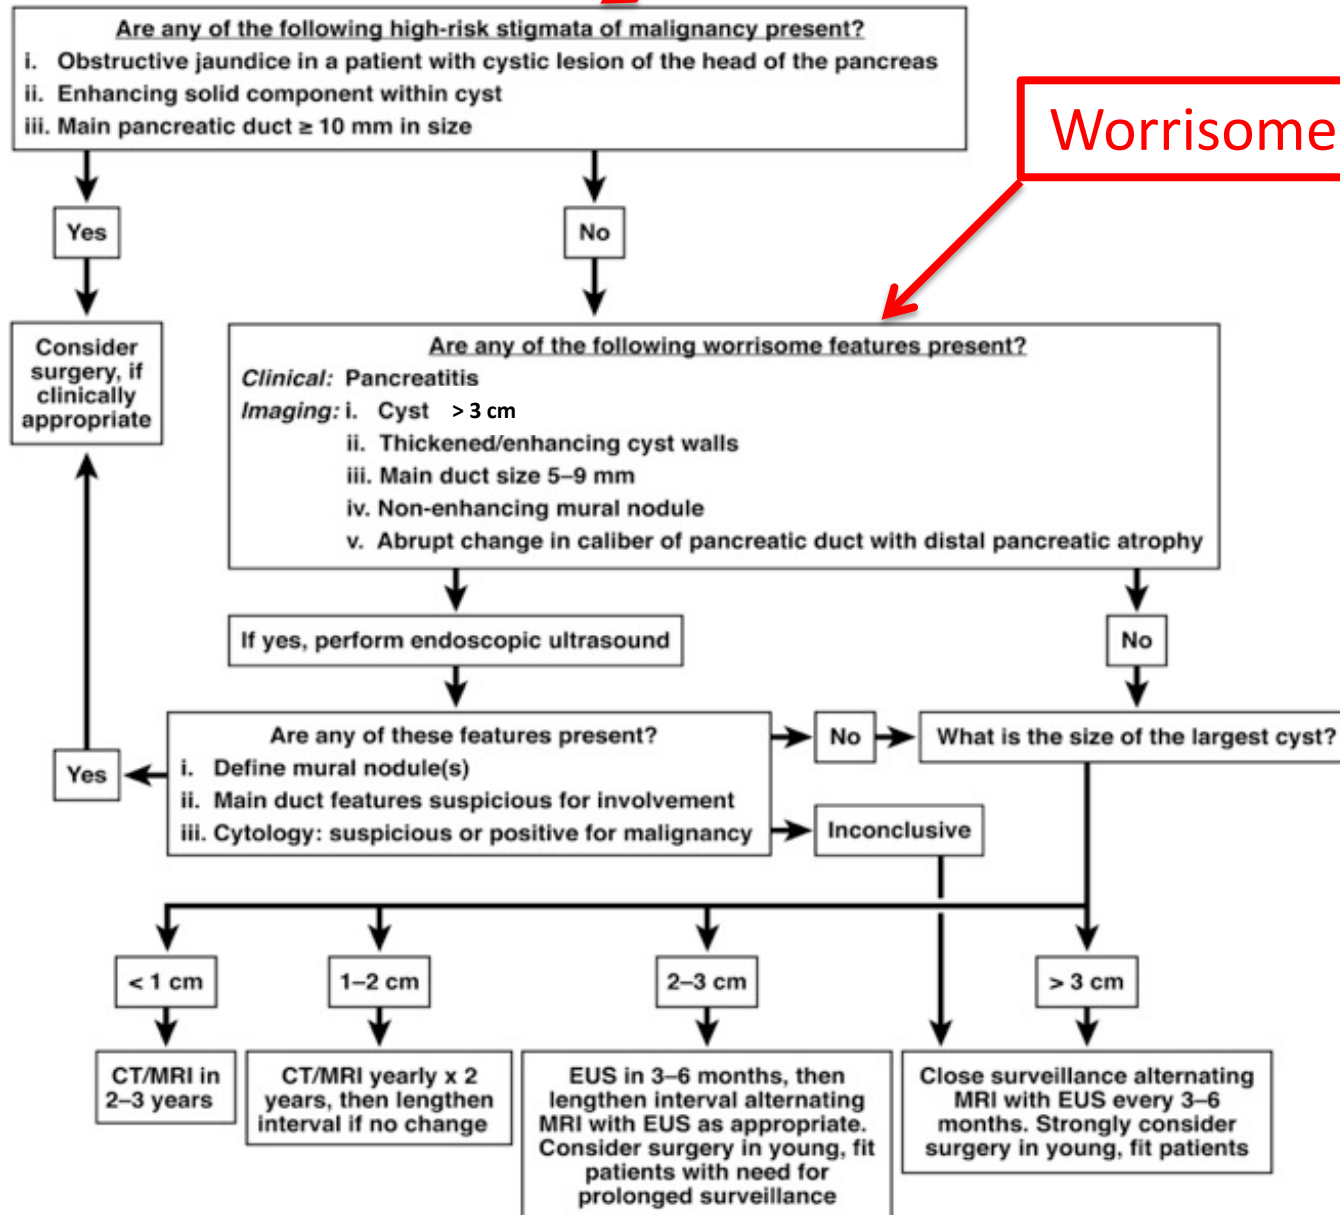 Are any of the following high-risk stigmata of malignancy present?
i. Obstructive jaundice in a patient with cystic lesion of the head of the pancreas
ii. Enhancing solid component within cyst
iii. Main pancreatic duct ≥ 10 mm in size
Worrisome
Yes
No
Consider
surgery, if
clinically
appropriate
Are any of the following worrisome features present?
Clinical: Pancreatitis
Imaging: i. Cyst > 3 cm
ii. Thickened/enhancing cyst walls
iii. Main duct size 5–9 mm
iv. Non-enhancing mural nodule
v. Abrupt change in caliber of pancreatic duct with distal pancreatic atrophy
If yes, perform endoscopic ultrasound
No
Are any of these features present?
i. Define mural nodule(s)
ii. Main duct features suspicious for involvement
iii. Cytology: suspicious or positive for malignancy
Yes
No
What is the size of the largest cyst?
Inconclusive
< 1 cm
1–2 cm
2–3 cm
> 3 cm
CT/MRI in
2–3 years
CT/MRI yearly x 2
years, then lengthen
interval if no change
EUS in 3–6 months, then
lengthen interval alternating
MRI with EUS as appropriate.
Consider surgery in young, fit
patients with need for
prolonged surveillance
Close surveillance alternating
MRI with EUS every 3–6
months. Strongly consider
surgery in young, fit patients